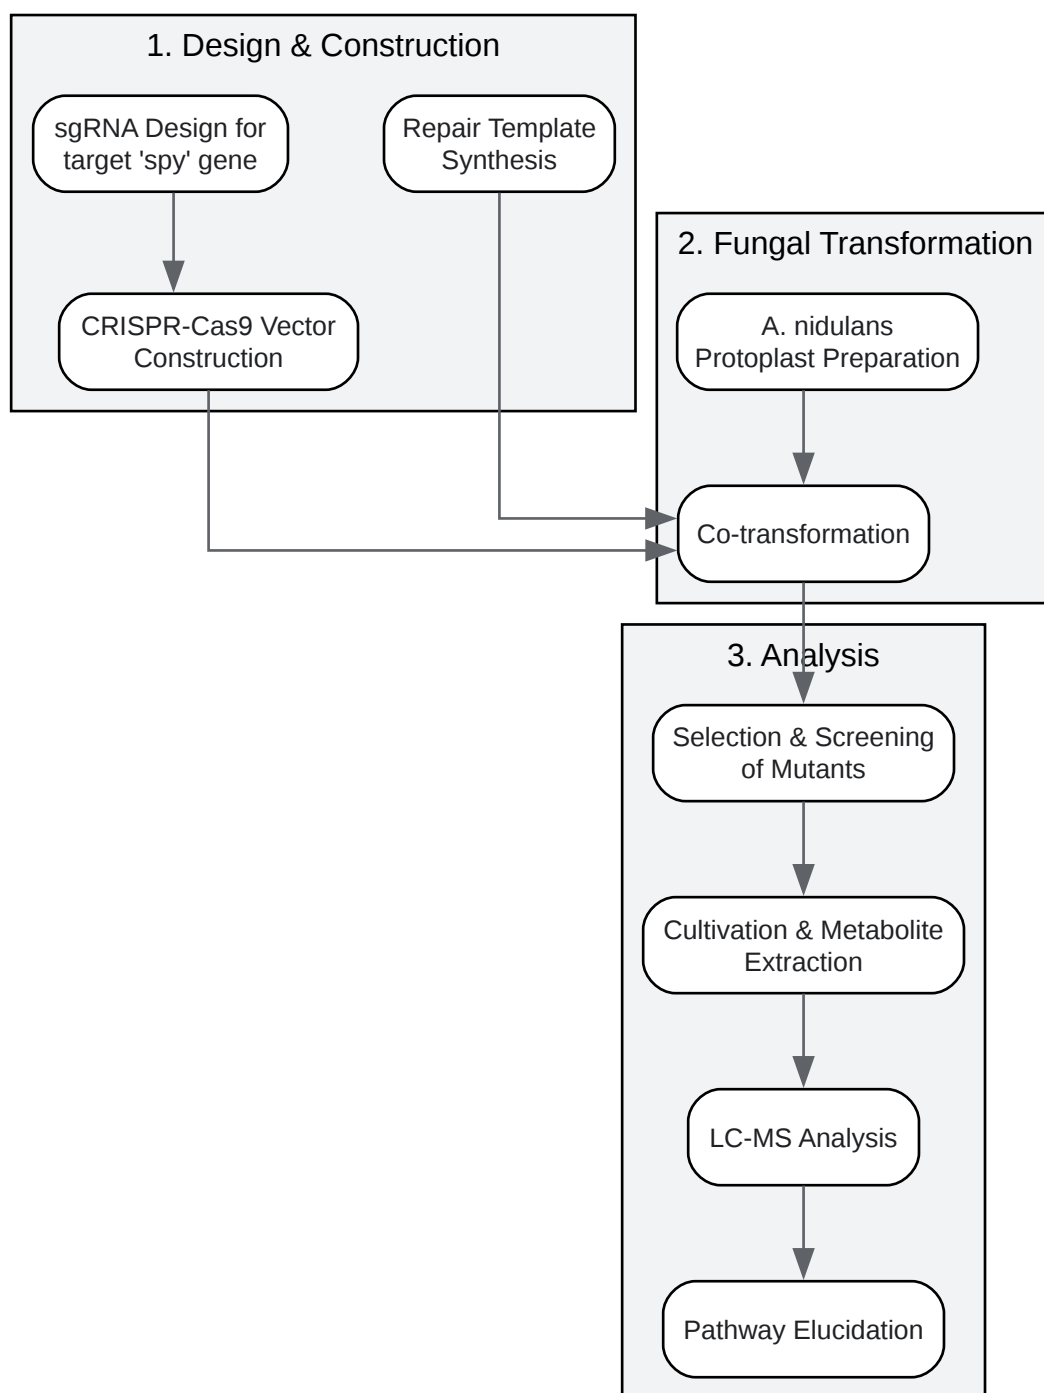 1. Design & Construction
sgRNA Design for
target 'spy' gene
Repair Template
Synthesis
CRISPR-Cas9 Vector
Construction
2. Fungal Transformation
A. nidulans
Protoplast Preparation
Co-transformation
3. Analysis
Selection & Screening
of Mutants
Cultivation & Metabolite
Extraction
LC-MS Analysis
Pathway Elucidation